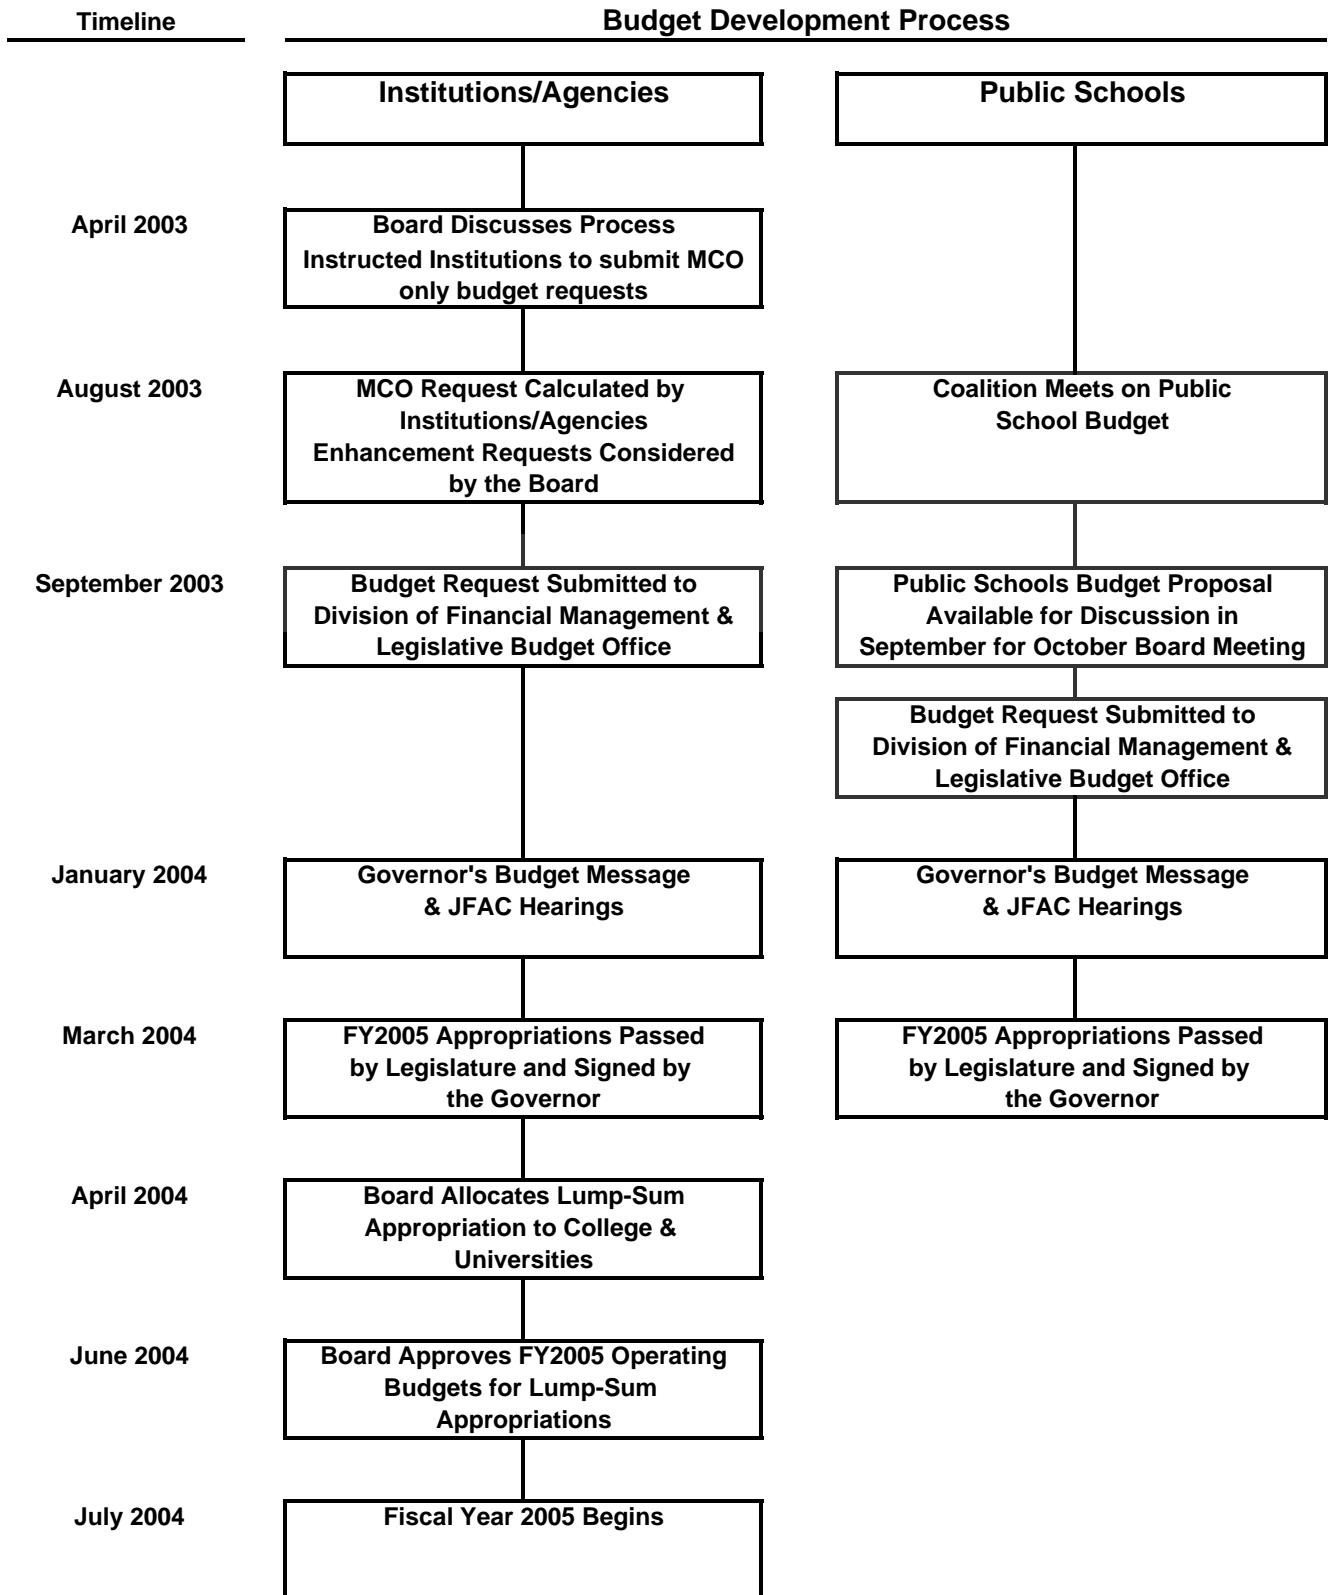 Timeline
Budget Development Process
Institutions/Agencies
Public Schools
April 2003
Board Discusses Process
Instructed Institutions to submit MCO
only budget requests
August 2003
MCO Request Calculated by
Institutions/Agencies
Enhancement Requests Considered
by the Board
Coalition Meets on Public
School Budget
September 2003
Budget Request Submitted to
Division of Financial Management &
Legislative Budget Office
Public Schools Budget Proposal
Available for Discussion in
September for October Board Meeting
Budget Request Submitted to
Division of Financial Management &
Legislative Budget Office
January 2004
Governor's Budget Message
& JFAC Hearings
Governor's Budget Message
& JFAC Hearings
March 2004
FY2005 Appropriations Passed
by Legislature and Signed by
the Governor
FY2005 Appropriations Passed
by Legislature and Signed by
the Governor
April 2004
Board Allocates Lump-Sum
Appropriation to College &
Universities
June 2004
Board Approves FY2005 Operating
Budgets for Lump-Sum
Appropriations
July 2004
Fiscal Year 2005 Begins